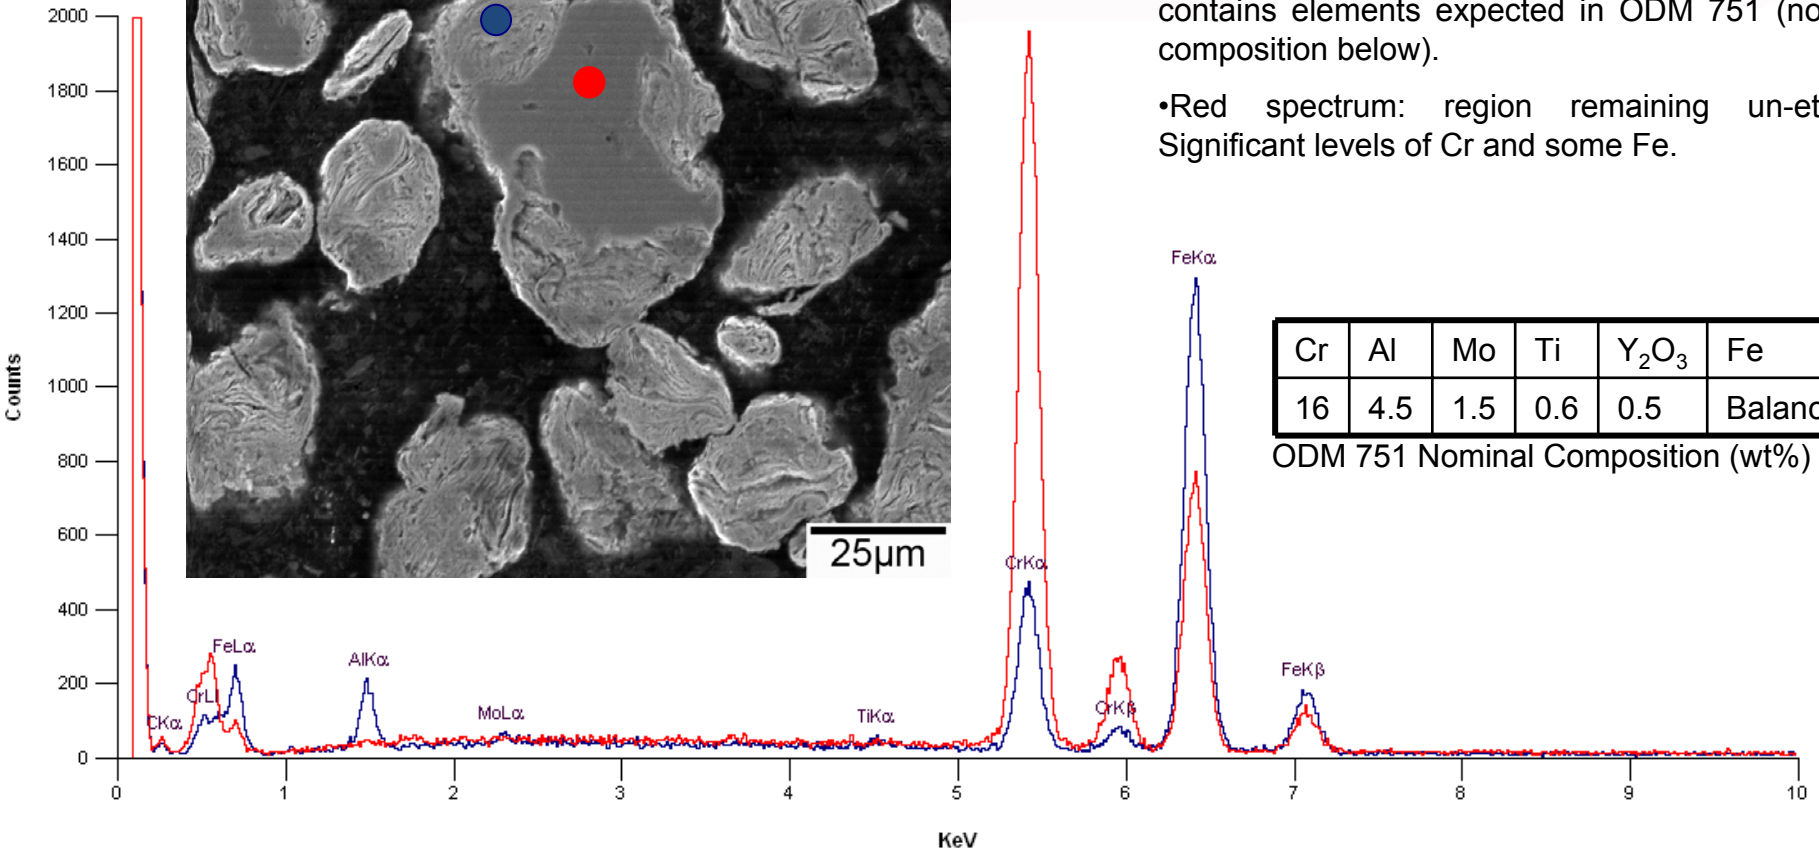 contains elements expected in ODM 751 (no
composition below).
•Red spectrum: region remaining un-et
Significant levels of Cr and some Fe.
2000
1800
1600
1400
1200
1000
800
600
400
200
0
Counts
25µm
FeKα
CrKα
FeLα
CrLl
CKα
AlKα
MoLα
TiKα
CrKβ
FeKβ
Cr Al Mo Ti Y₂O₃ Fe
16 4.5 1.5 0.6 0.5 Balanc
ODM 751 Nominal Composition (wt%)
0 1 2 3 4 5 6 7 8 9 10
KeV